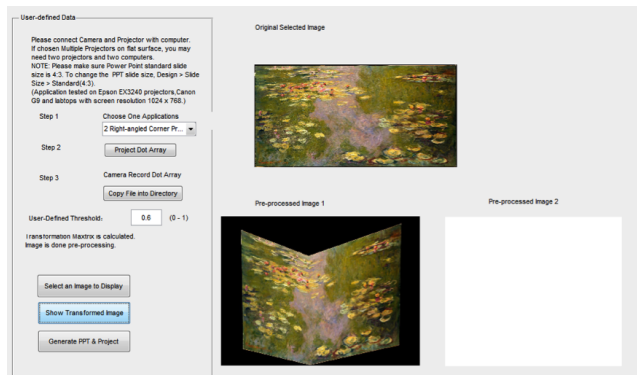 User-defined Data
Please connect Camera and Projector with computer.
If chosen Multiple Projectors on flat surface, you may
need two projectors and two computers.
NOTE: Please make sure Power Point standard slide
size is 4:3. To change the PPT slide size, Design > Slide
Size > Standard(4:3).
(Application tested on Epson EX3240 projectors,Canon
G9 and labtops with screen resolution 1024 x 768.)
Step 1
Choose One Applications
2 Right-angled Corner Pr...
Step 2
Project Dot Array
Step 3
Camera Record Dot Array
Copy File into Directory
User-Defined Threshold:
0.6
(0 - 1)
Transformation Maxtrix is calculated.
Image is done pre-processing.
Select an Image to Display
Show Transformed Image
Generate PPT & Project
Original Selected Image
Pre-processed Image 1
Pre-processed Image 2